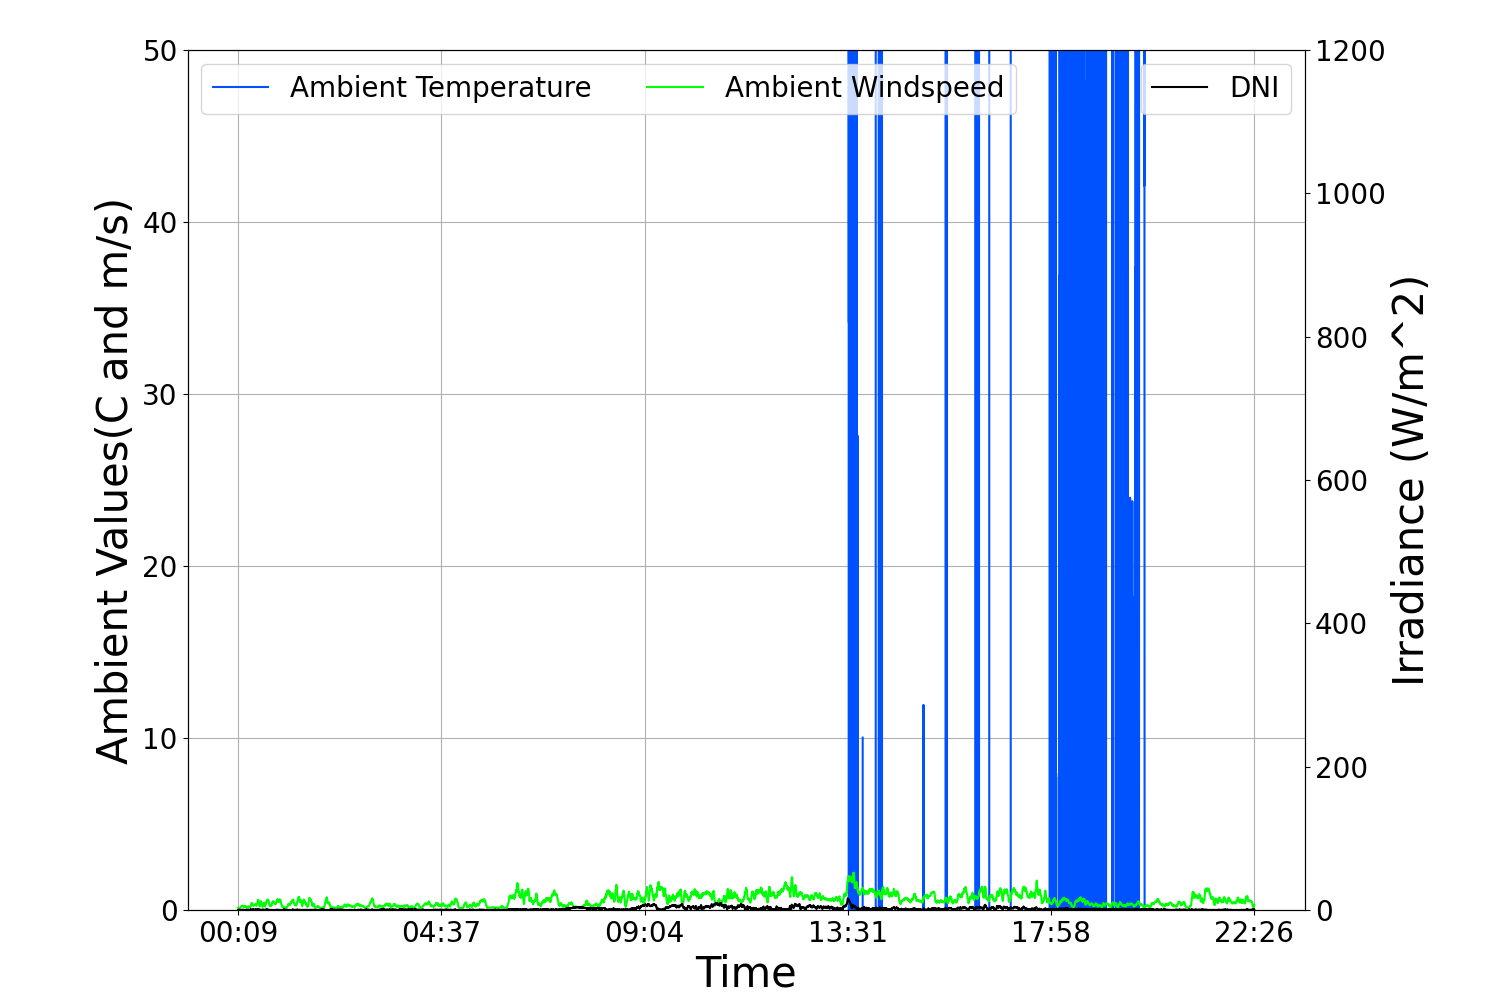 Ambient Temperature
Ambient Windspeed
DNI
50
40
30
20
10
0
Ambient Values(C and m/s)
1200
1000
800
600
400
200
0
Irradiance (W/m^2)
00:09 04:37 09:04 13:31 17:58 22:26
Time